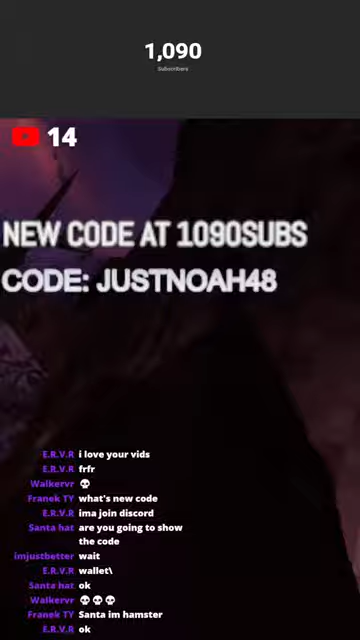 1,090
Subscribers
14
NEW CODE AT 1090SUBS
CODE: JUSTNOAH48
E.R.V.R i love your vids
E.R.V.R frfr
Walkervr 💀
Franek TY what's new code
E.R.V.R ima join discord
Santa hat are you going to show
the code
imjustbetter wait
E.R.V.R wallet\
Santa hat ok
Walkervr 💀💀💀
Franek TY Santa im hamster
E.R.V.R ok